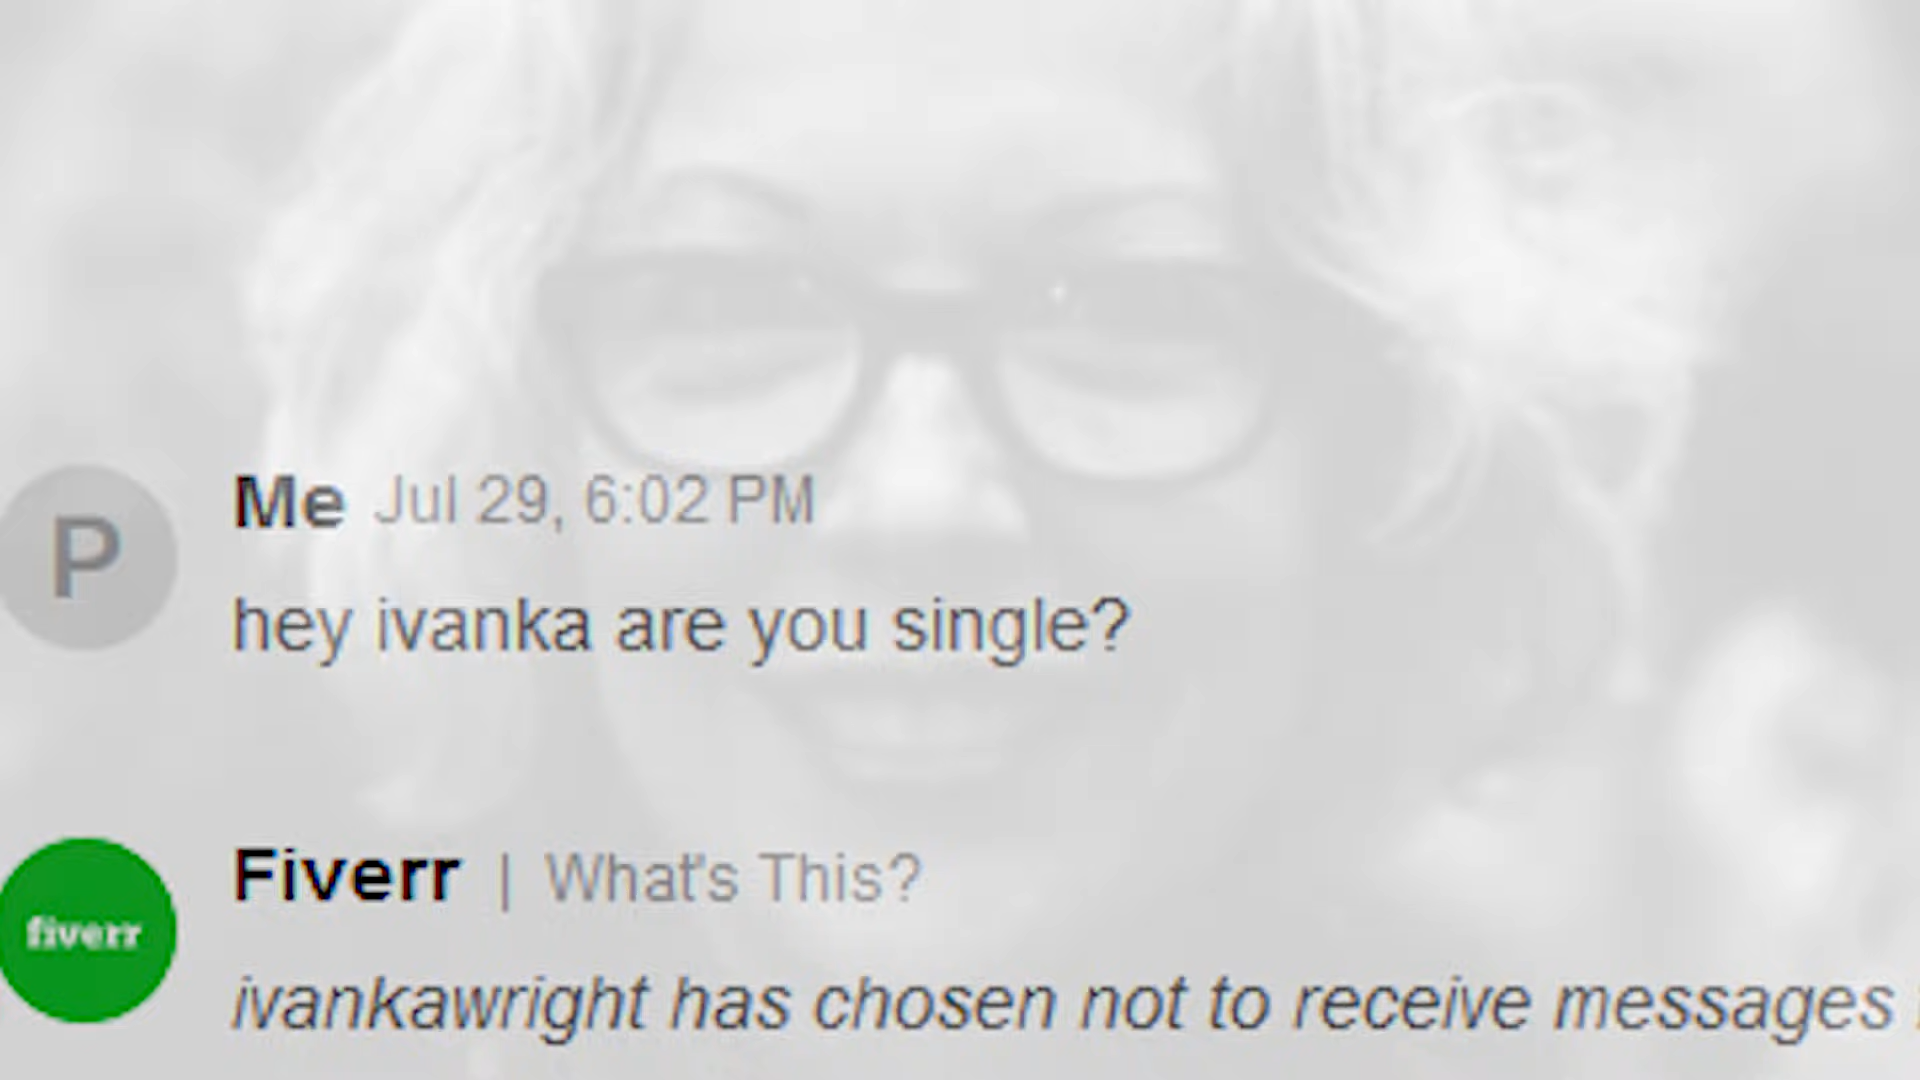 Me Jul 29, 6:02 PM
P
hey ivanka are you single?
Fiverr | What's This?
fiverr
ivankawright has chosen not to receive messages